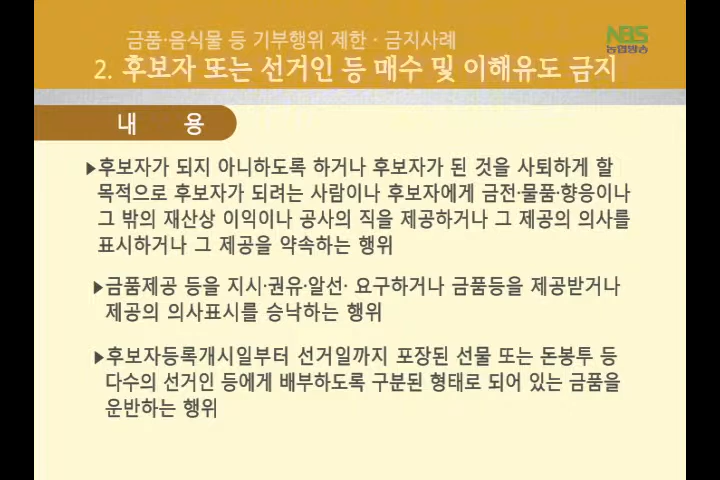 금품·음식물 등 기부행위 제한 · 금지사례
NBS
농협방송
2. 후보자 또는 선거인 등 매수 및 이해유도 금지
내 용
▶후보자가 되지 아니하도록 하거나 후보자가 된 것을 사퇴하게 할
목적으로 후보자가 되려는 사람이나 후보자에게 금전·물품·향응이나
그 밖의 재산상 이익이나 공사의 직을 제공하거나 그 제공의 의사를
표시하거나 그 제공을 약속하는 행위
▶금품제공 등을 지시·권유·알선· 요구하거나 금품등을 제공받거나
제공의 의사표시를 승낙하는 행위
▶후보자등록개시일부터 선거일까지 포장된 선물 또는 돈봉투 등
다수의 선거인 등에게 배부하도록 구분된 형태로 되어 있는 금품을
운반하는 행위